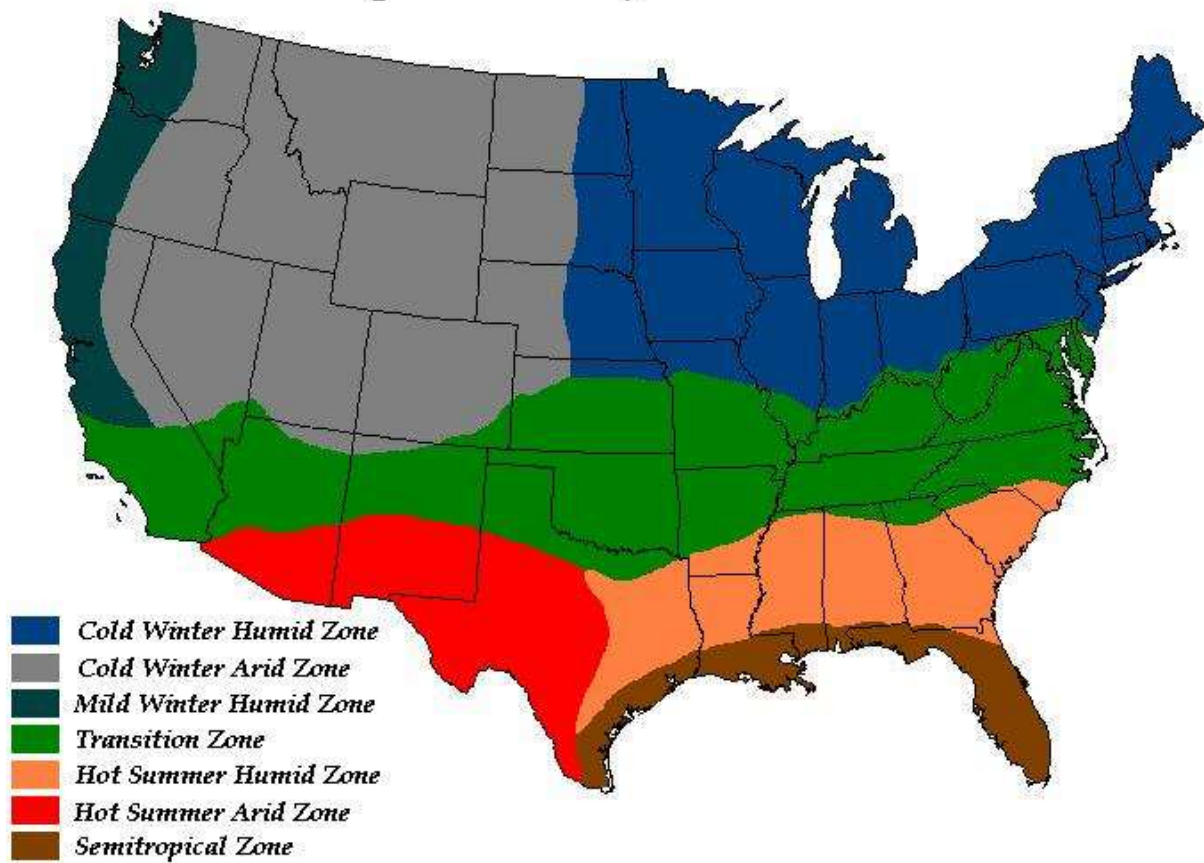 Cold Winter Humid Zone
Cold Winter Arid Zone
Mild Winter Humid Zone
Transition Zone
Hot Summer Humid Zone
Hot Summer Arid Zone
Semitropical Zone